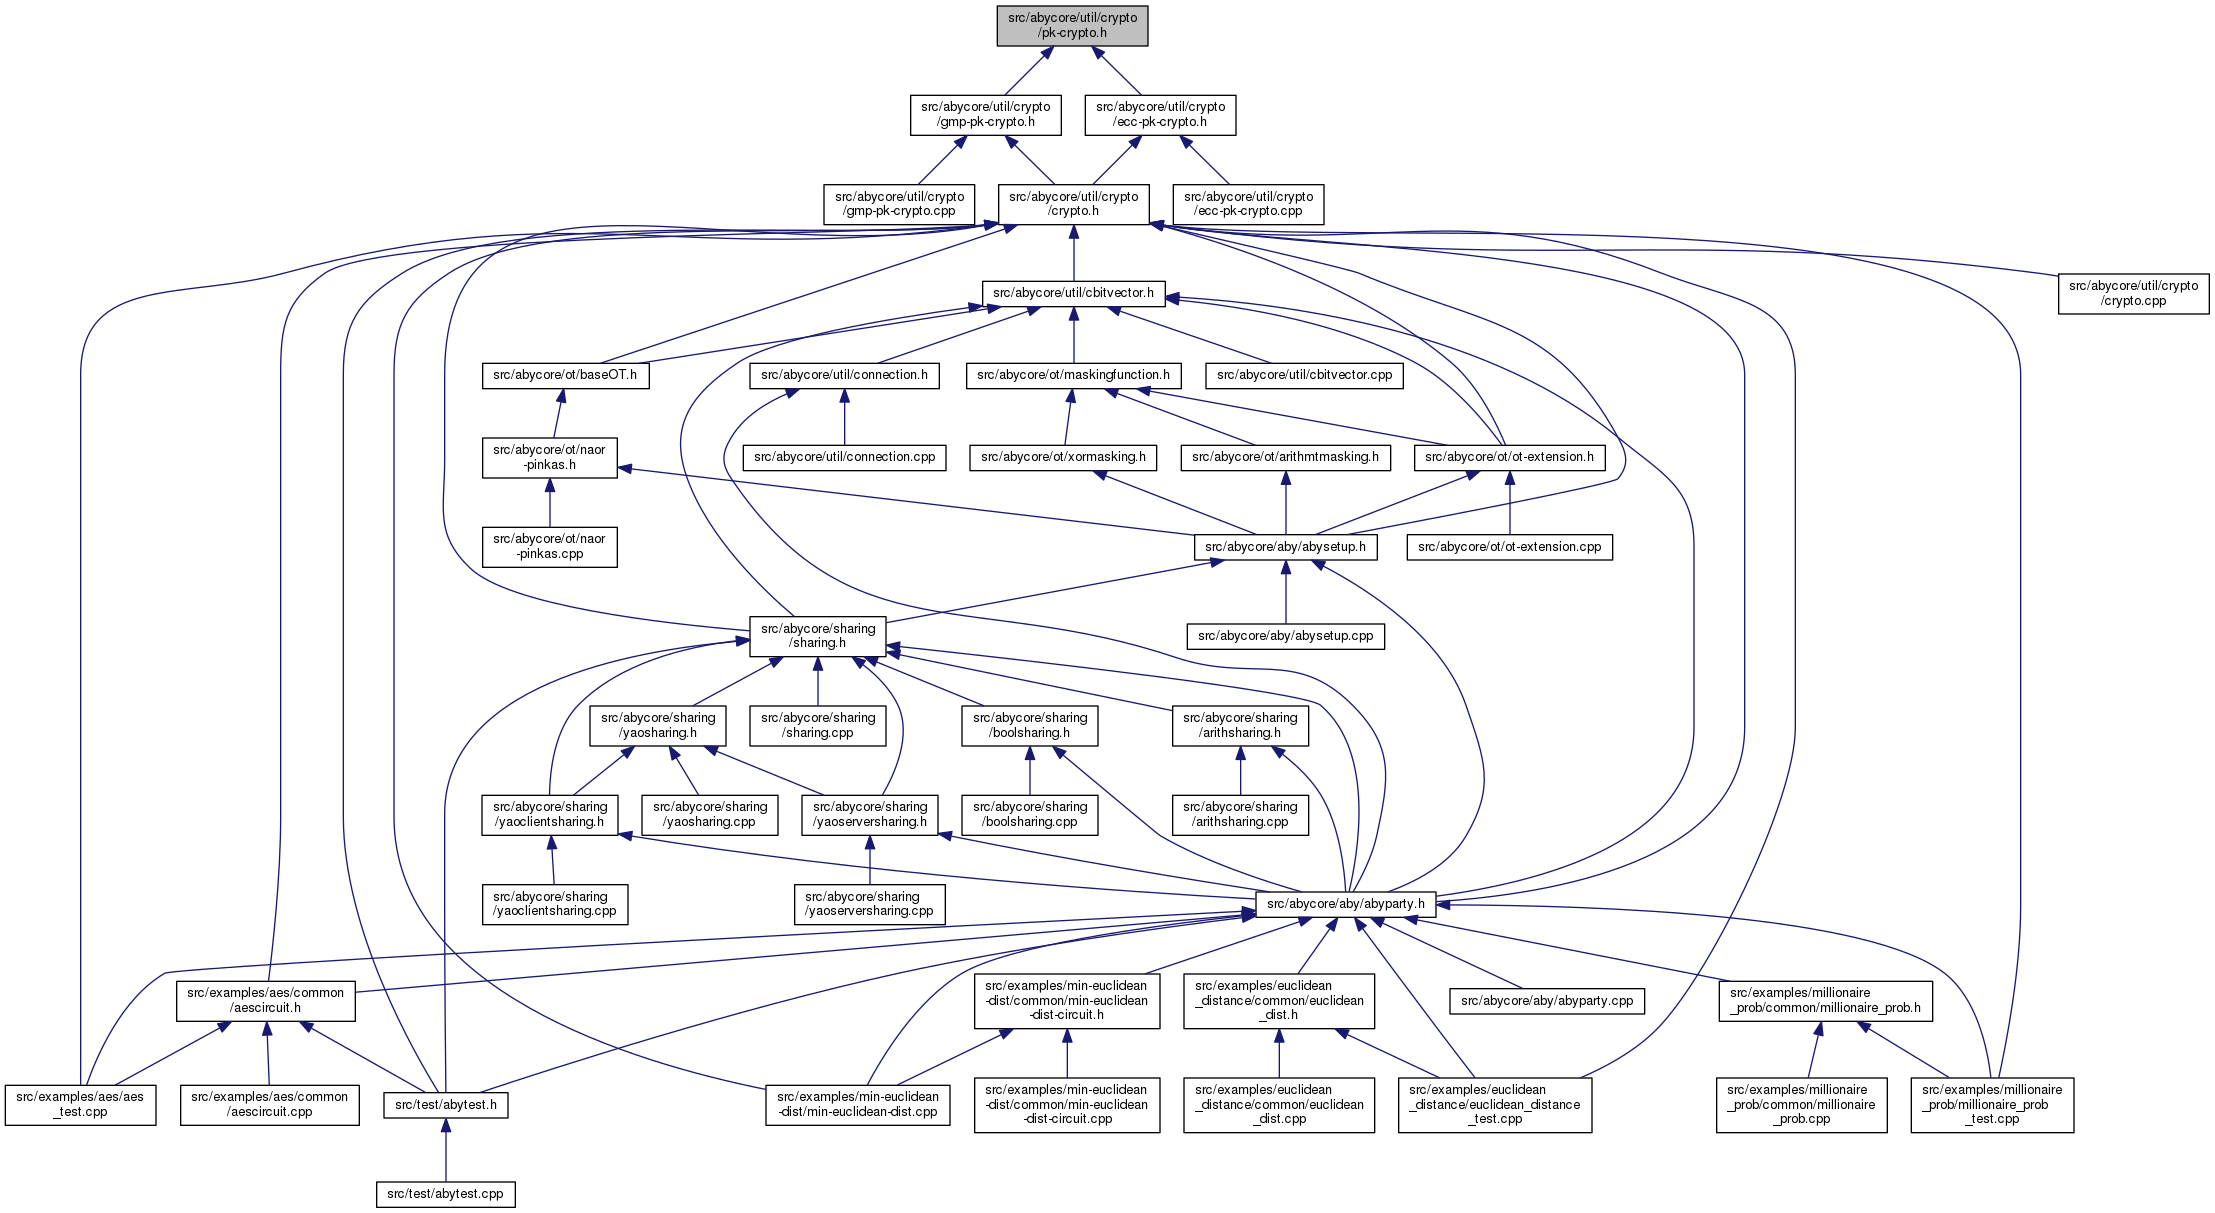 src/abycore/util/crypto
/pk-crypto.h
src/abycore/util/crypto
/gmp-pk-crypto.h
src/abycore/util/crypto
/ecc-pk-crypto.h
src/abycore/util/crypto
/gmp-pk-crypto.cpp
src/abycore/util/crypto
/crypto.h
src/abycore/util/crypto
/ecc-pk-crypto.cpp
src/abycore/util/cbitvector.h
src/abycore/util/crypto
/crypto.cpp
src/abycore/ot/baseOT.h
src/abycore/util/connection.h
src/abycore/ot/maskingfunction.h
src/abycore/util/cbitvector.cpp
src/abycore/ot/naor
-pinkas.h
src/abycore/util/connection.cpp
src/abycore/ot/xormasking.h
src/abycore/ot/arithmtmasking.h
src/abycore/ot/ot-extension.h
src/abycore/ot/naor
-pinkas.cpp
src/abycore/aby/abysetup.h
src/abycore/ot/ot-extension.cpp
src/abycore/sharing
/sharing.h
src/abycore/aby/abysetup.cpp
src/abycore/sharing
/yaosharing.h
src/abycore/sharing
/sharing.cpp
src/abycore/sharing
/boolsharing.h
src/abycore/sharing
/arithsharing.h
src/abycore/sharing
/yaoclientsharing.h
src/abycore/sharing
/yaosharing.cpp
src/abycore/sharing
/yaoserversharing.h
src/abycore/sharing
/boolsharing.cpp
src/abycore/sharing
/arithsharing.cpp
src/abycore/sharing
/yaoclientsharing.cpp
src/abycore/sharing
/yaoserversharing.cpp
src/abycore/aby/abyparty.h
src/examples/aes/common
/aescircuit.h
src/examples/min-euclidean
-dist/common/min-euclidean
-dist-circuit.h
src/examples/euclidean
_distance/common/euclidean
_dist.h
src/abycore/aby/abyparty.cpp
src/examples/millionaire
_prob/common/millionaire_prob.h
src/examples/aes/aes
_test.cpp
src/examples/aes/common
/aescircuit.cpp
src/test/abytest.h
src/examples/min-euclidean
-dist/min-euclidean-dist.cpp
src/examples/min-euclidean
-dist/common/min-euclidean
-dist-circuit.cpp
src/examples/euclidean
_distance/common/euclidean
_dist.cpp
src/examples/euclidean
_distance/euclidean_distance
_test.cpp
src/examples/millionaire
_prob/common/millionaire
_prob.cpp
src/examples/millionaire
_prob/millionaire_prob
_test.cpp
src/test/abytest.cpp